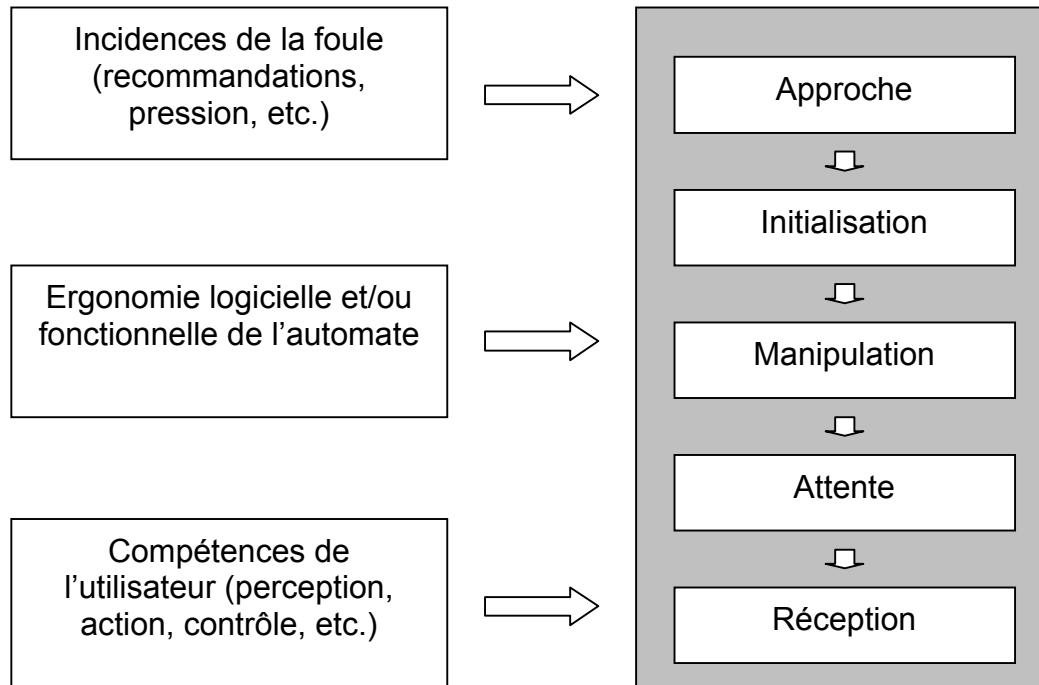 Incidences de la foule
(recommandations,
pression, etc.)
Ergonomie logicielle et/ou
fonctionnelle de l’automate
Compétences de
l’utilisateur (perception,
action, contrôle, etc.)
Approche
Initialisation
Manipulation
Attente
Réception